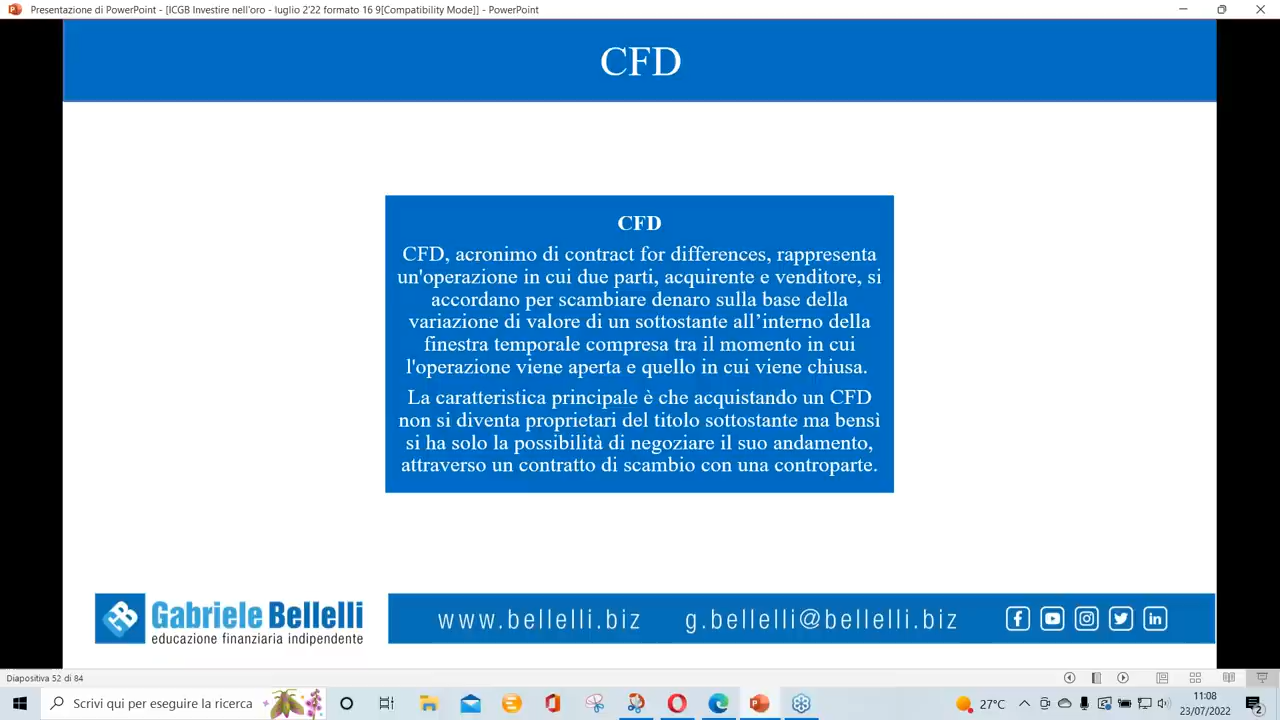 Presentazione di PowerPoint - [ICGB Investire nell'oro - luglio 2'22 formato 16 9[Compatibility Mode]] - PowerPoint
CFD
CFD
CFD, acronimo di contract for differences, rappresenta
un'operazione in cui due parti, acquirente e venditore, si
accordano per scambiare denaro sulla base della
variazione di valore di un sottostante all’interno della
finestra temporale compresa tra il momento in cui
l'operazione viene aperta e quello in cui viene chiusa.
La caratteristica principale è che acquistando un CFD
non si diventa proprietari del titolo sottostante ma bensì
si ha solo la possibilità di negoziare il suo andamento,
attraverso un contratto di scambio con una controparte.
Gabriele Bellelli
educazione finanziaria indipendente
www.bellelli.biz g.bellelli@bellelli.biz
Diapositiva 52 di 84
Scrivi qui per eseguire la ricerca
27°C
11:08
23/07/2022
2